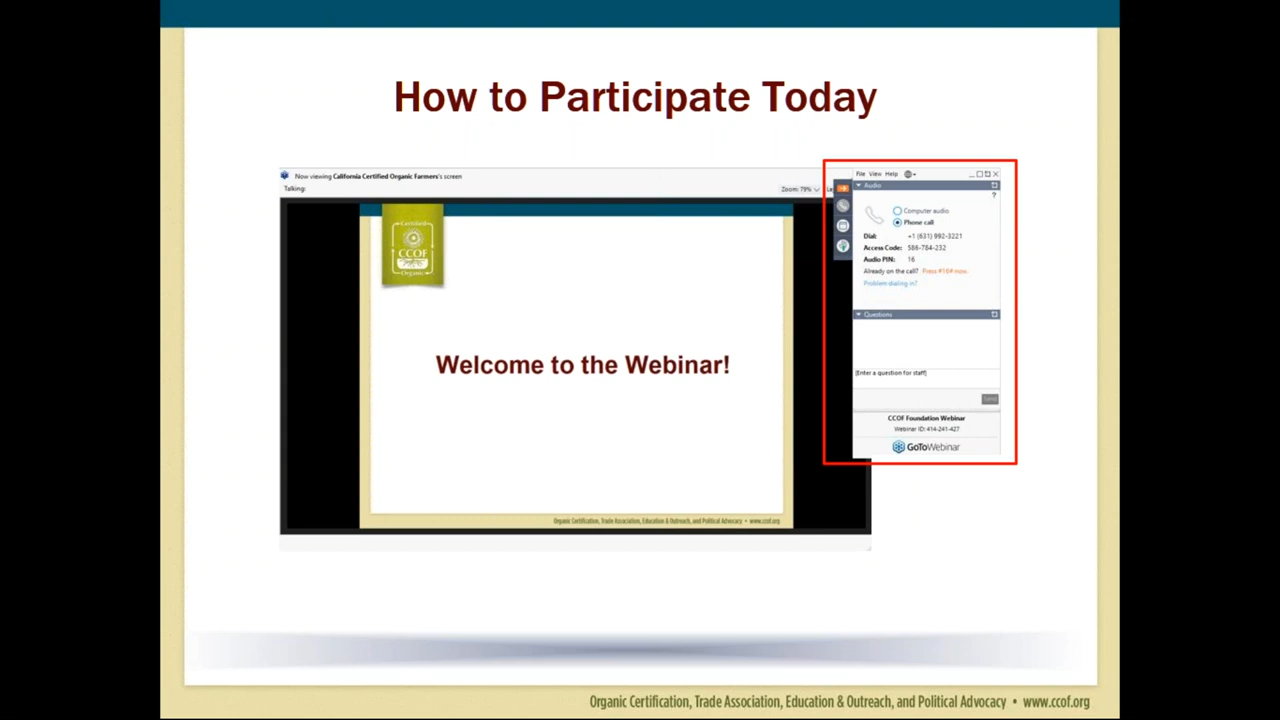 How to Participate Today
Now viewing California Certified Organic Farmers's screen
Talking:
Zoom: 79%
File View Help
Audio
?
Computer audio
Phone call
Dial: +1 (631) 992-3221
Access Code: 586-784-232
Audio PIN: 16
Already on the call? Press #16# now.
Problem dialing in?
Questions
[Enter a question for staff]
Send
CCOF Foundation Webinar
Webinar ID: 414-241-427
GoToWebinar
Certified
CCOF
Organic
Welcome to the Webinar!
Organic Certification, Trade Association, Education & Outreach, and Political Advocacy • www.ccof.org
Organic Certification, Trade Association, Education & Outreach, and Political Advocacy • www.ccof.org